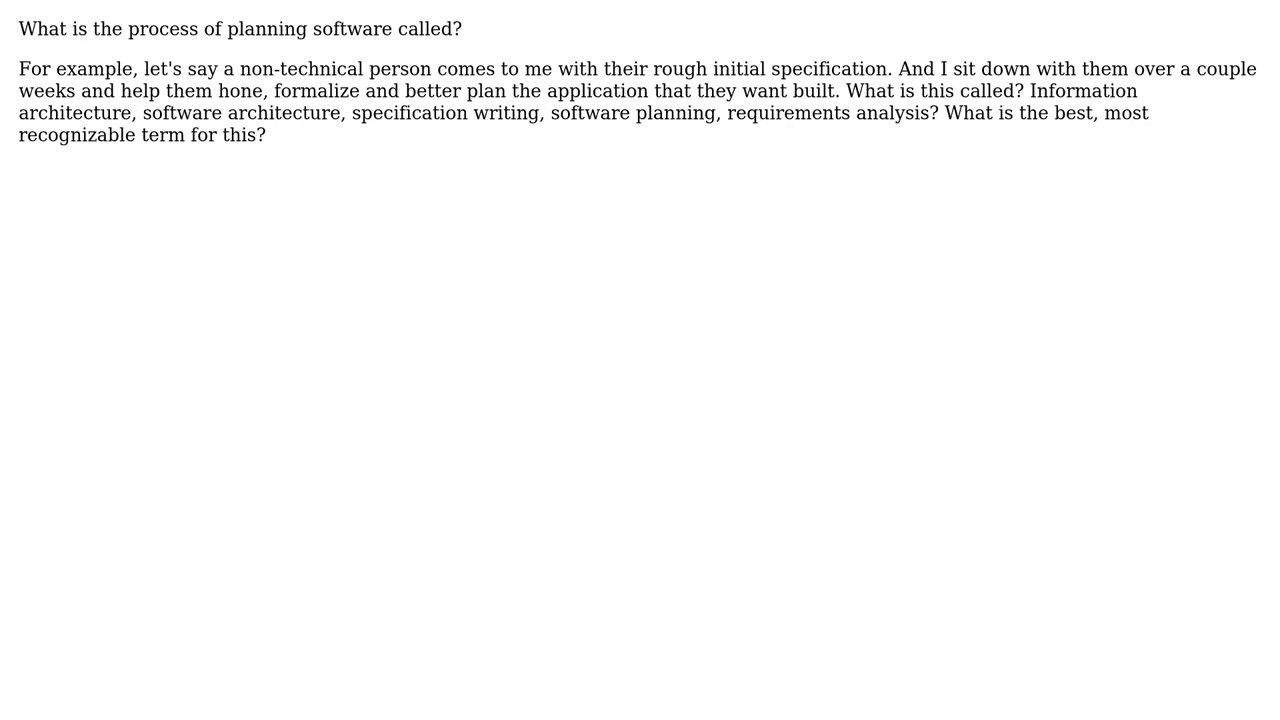 What is the process of planning software called?
For example, let's say a non-technical person comes to me with their rough initial specification. And I sit down with them over a couple
weeks and help them hone, formalize and better plan the application that they want built. What is this called? Information
architecture, software architecture, specification writing, software planning, requirements analysis? What is the best, most
recognizable term for this?